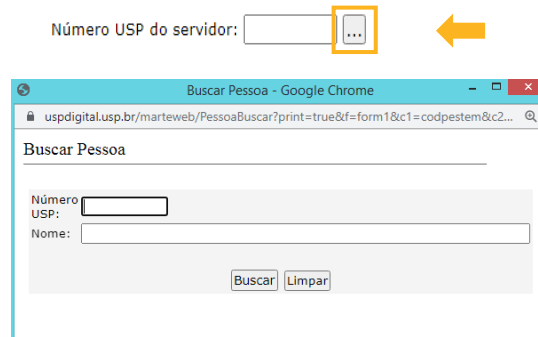 Número USP do servidor: ...
Buscar Pessoa - Google Chrome
uspdigital.usp.br/marteweb/PessoaBuscar?print=true&f=form1&c1=codpestem&c2...
Buscar Pessoa
Número
USP:
Nome:
Buscar Limpar